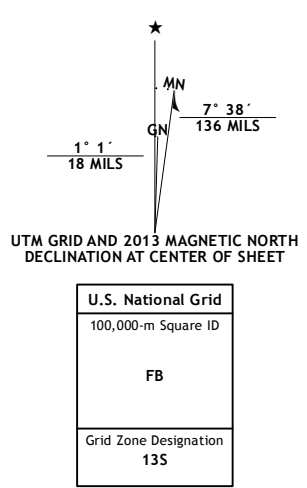 MN
7° 38´
136 MILS
GN
1° 1´
18 MILS
UTM GRID AND 2013 MAGNETIC NORTH
DECLINATION AT CENTER OF SHEET
U.S. National Grid
100,000-m Square ID
FB
Grid Zone Designation
13S